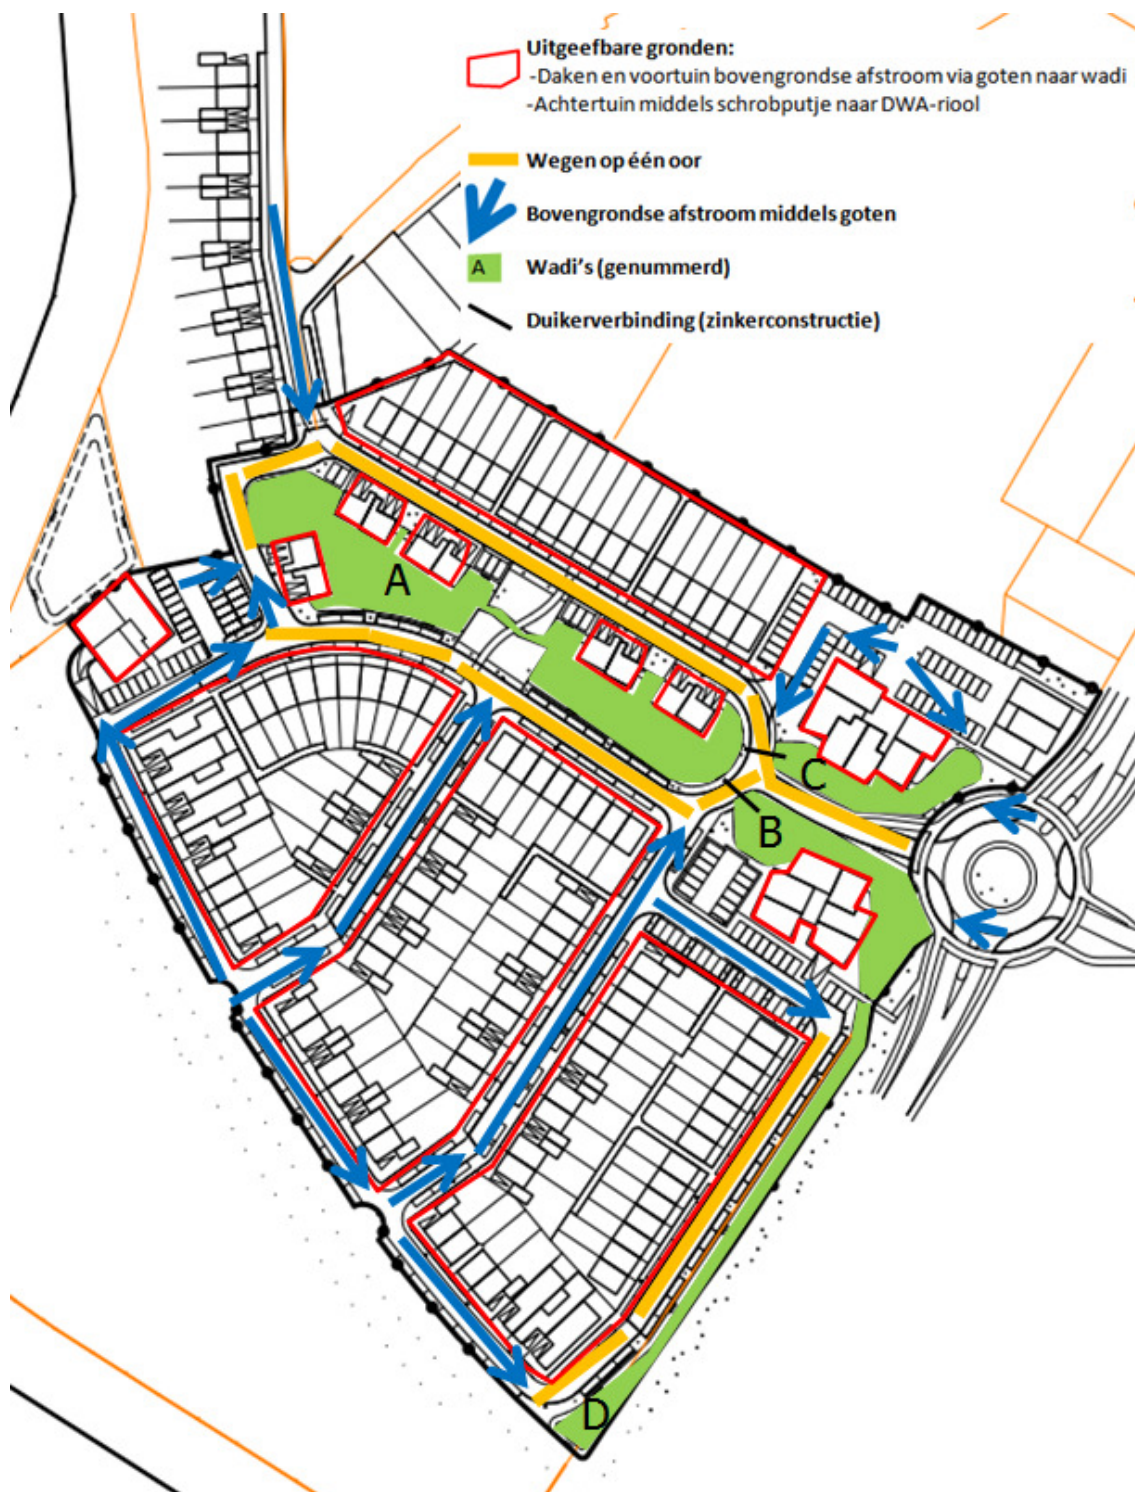 Uitgeefbare gronden:
-Daken en voortuin bovengrondse afstroom via goten naar wadi
-Achtertuin middels schrobputje naar DWA-riool
Wegen op één oor
Bovengrondse afstroom middels goten
A Wadi's (genummerd)
Duikerverbinding (zinkerconstructie)
A
C
B
D